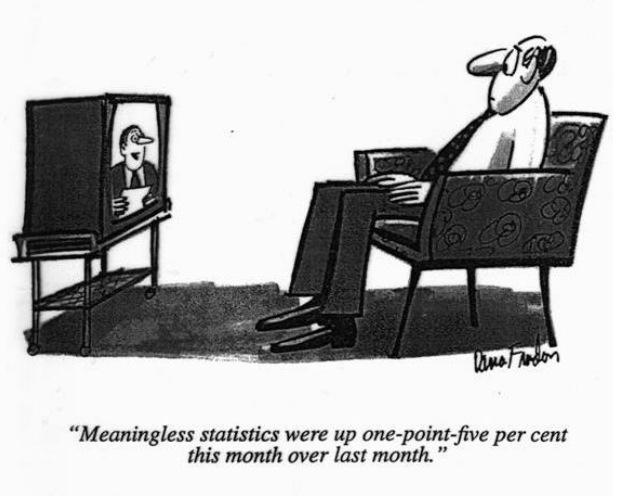 Dana Fradon
“Meaningless statistics were up one-point-five per cent
this month over last month.”